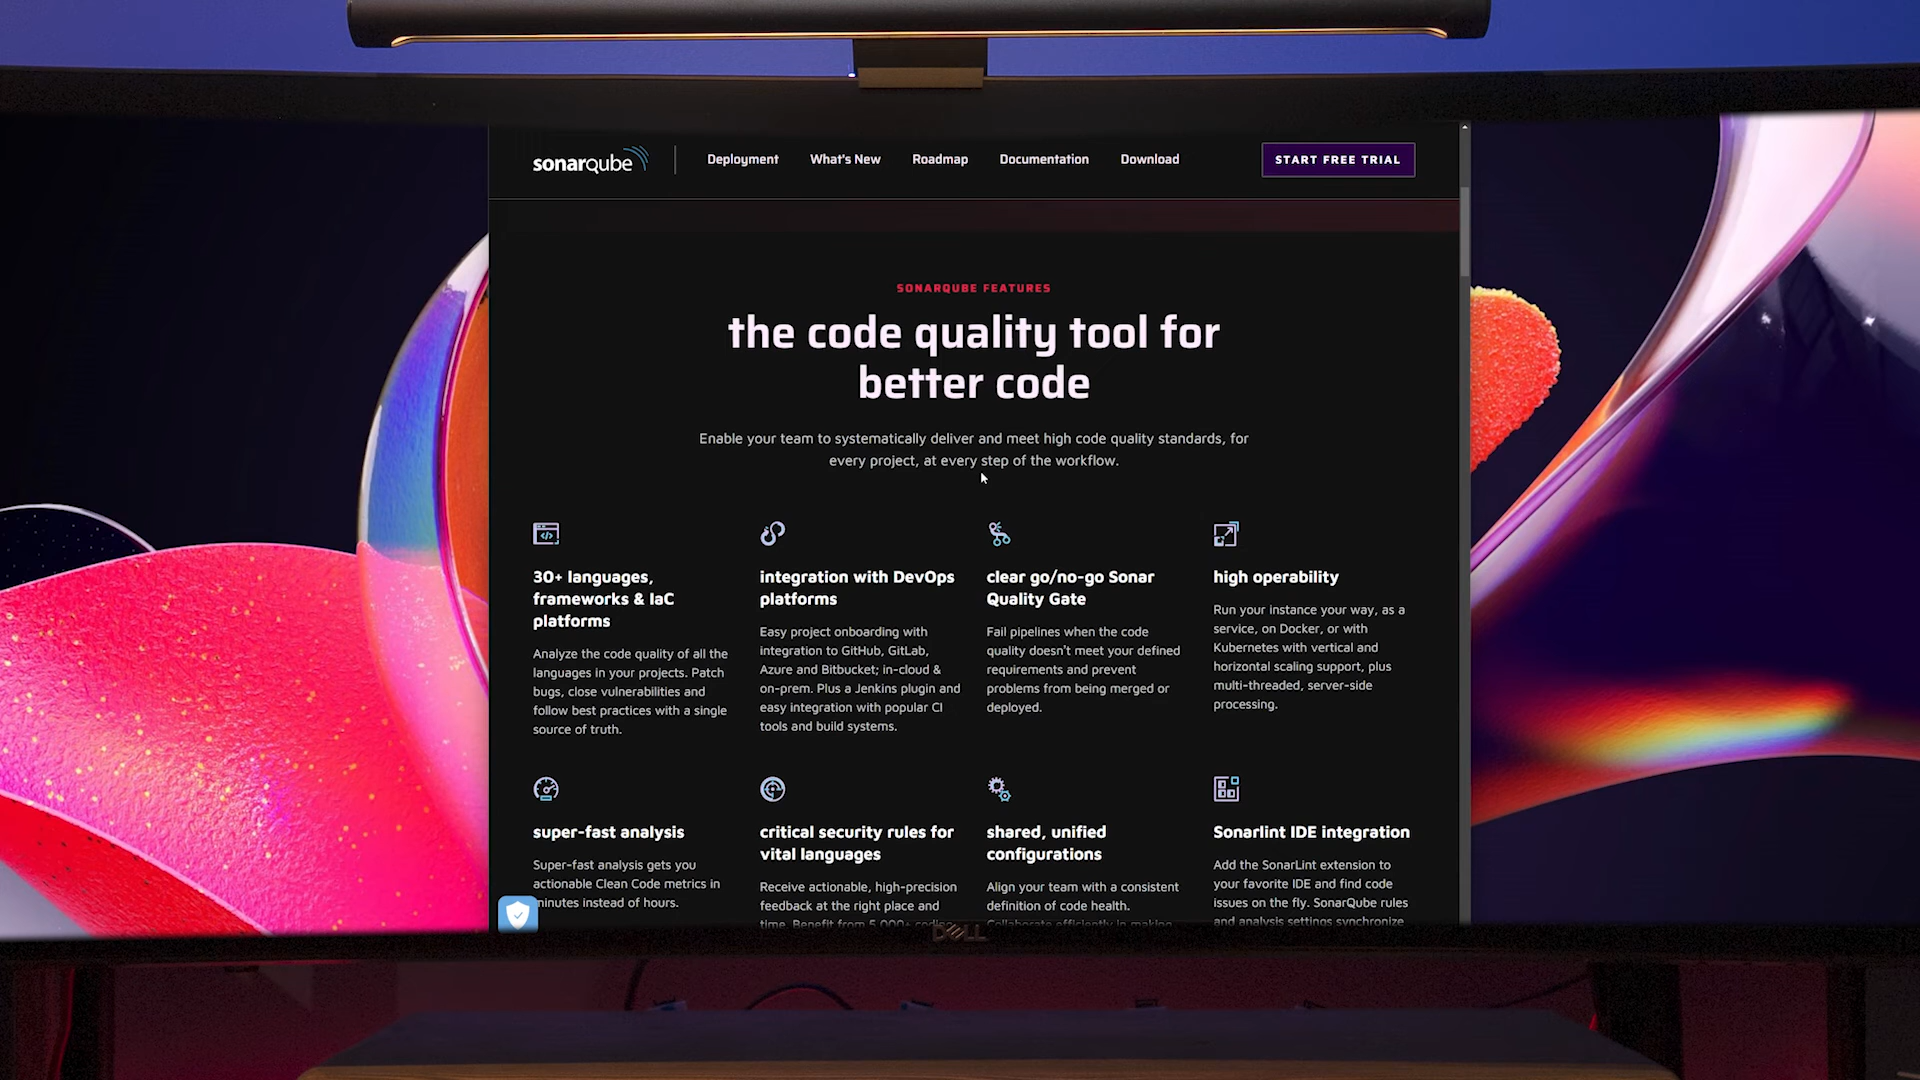 sonarqube
Deployment
What's New
Roadmap
Documentation
Download
START FREE TRIAL
SONARQUBE FEATURES
the code quality tool for
better code
Enable your team to systematically deliver and meet high code quality standards, for
every project, at every step of the workflow.
30+ languages,
frameworks & IaC
platforms
Analyze the code quality of all the
languages in your projects. Patch
bugs, close vulnerabilities and
follow best practices with a single
source of truth.
integration with DevOps
platforms
Easy project onboarding with
integration to GitHub, GitLab,
Azure and Bitbucket; in-cloud &
on-prem. Plus a Jenkins plugin and
easy integration with popular CI
tools and build systems.
clear go/no-go Sonar
Quality Gate
Fail pipelines when the code
quality doesn't meet your defined
requirements and prevent
problems from being merged or
deployed.
high operability
Run your instance your way, as a
service, on Docker, or with
Kubernetes with vertical and
horizontal scaling support, plus
multi-threaded, server-side
processing.
super-fast analysis
Super-fast analysis gets you
actionable Clean Code metrics in
minutes instead of hours.
critical security rules for
vital languages
Receive actionable, high-precision
feedback at the right place and
time. Benefit from 5,000+ coding
shared, unified
configurations
Align your team with a consistent
definition of code health.
Collaborate efficiently in making
Sonarlint IDE integration
Add the SonarLint extension to
your favorite IDE and find code
issues on the fly. SonarQube rules
and analysis settings synchronize
DELL